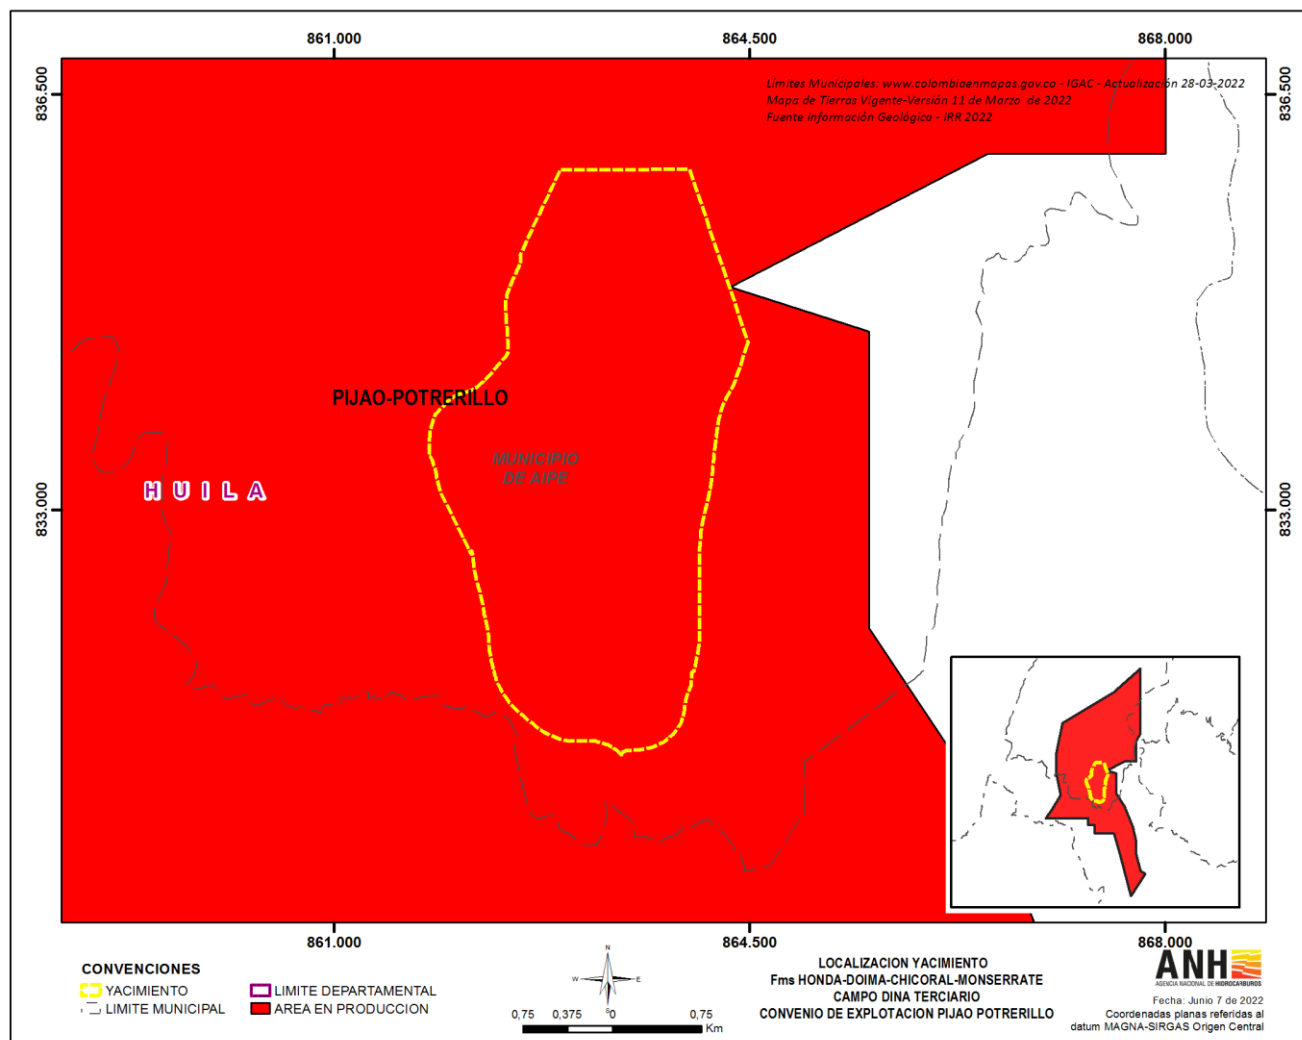 861.000 864.500 868.000
836.500 836.500
Límites Municipales: www.colombiaenmapas.gov.co - IGAC - Actualización 28-03-2022
Mapa de Tierras Vigente-Versión 11 de Marzo de 2022
Fuente Información Geológica - IRR 2022
PIJAO-POTRERILLO
MUNICIPIO
DE AIPE
HUILA
833.000 833.000
861.000 864.500 868.000
CONVENCIONES
YACIMIENTO
LIMITE MUNICIPAL
LIMITE DEPARTAMENTAL
AREA EN PRODUCCION
N
W E
S
0,75 0,375 0 0,75
Km
LOCALIZACION YACIMIENTO
Fms HONDA-DOIMA-CHICORAL-MONSERRATE
CAMPO DINA TERCIARIO
CONVENIO DE EXPLOTACION PIJAO POTRERILLO
ANH
AGENCIA NACIONAL DE HIDROCARBUROS
Fecha: Junio 7 de 2022
Coordenadas planas referidas al
datum MAGNA-SIRGAS Origen Central